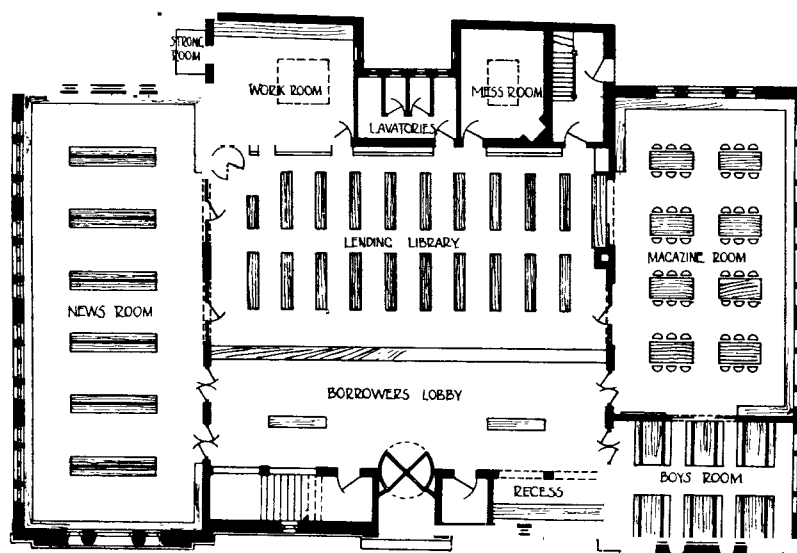 STRONG
ROOM
WORK ROOM
MESS ROOM
LAVATORIES
LENDING LIBRARY
MAGAZINE ROOM
NEWS ROOM
BORROWERS LOBBY
BOYS ROOM
RECESS